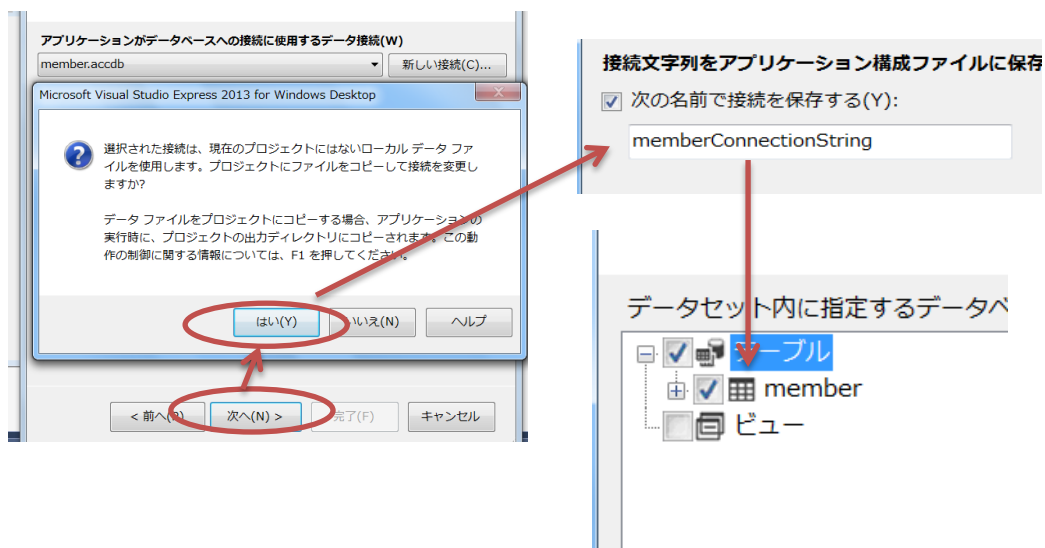 アプリケーションがデータベースへの接続に使用するデータ接続(W)
member.accdb
新しい接続(C)...
Microsoft Visual Studio Express 2013 for Windows Desktop
選択された接続は、現在のプロジェクトにはないローカル データ ファ
イルを使用します。プロジェクトにファイルをコピーして接続を変更し
ますか?
データ ファイルをプロジェクトにコピーする場合、アプリケーションの
実行時に、プロジェクトの出力ディレクトリにコピーされます。この動
作の制御に関する情報については、F1 を押してください。
はい(Y)
いいえ(N)
ヘルプ
< 前へ(P)
次へ(N) >
完了(F)
キャンセル
接続文字列をアプリケーション構成ファイルに保存
次の名前で接続を保存する(Y):
memberConnectionString
データセット内に指定するデータベ
テーブル
member
ビュー